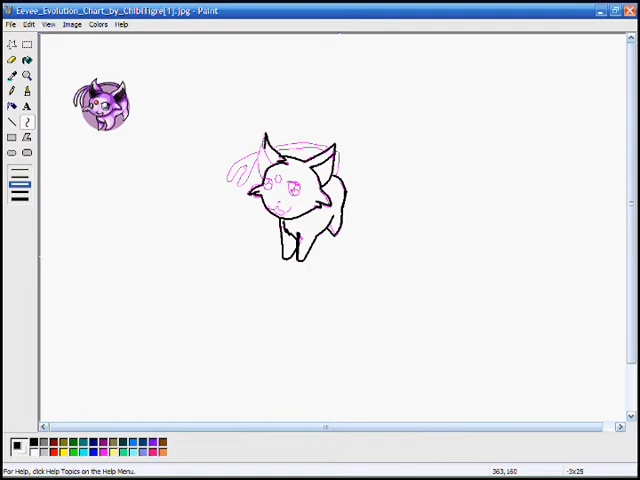 Eevee_Evolution_Chart_by_ChibiTigre[1].jpg - Paint
File Edit View Image Colors Help
A
For Help, click Help Topics on the Help Menu. 363,160 -3x25